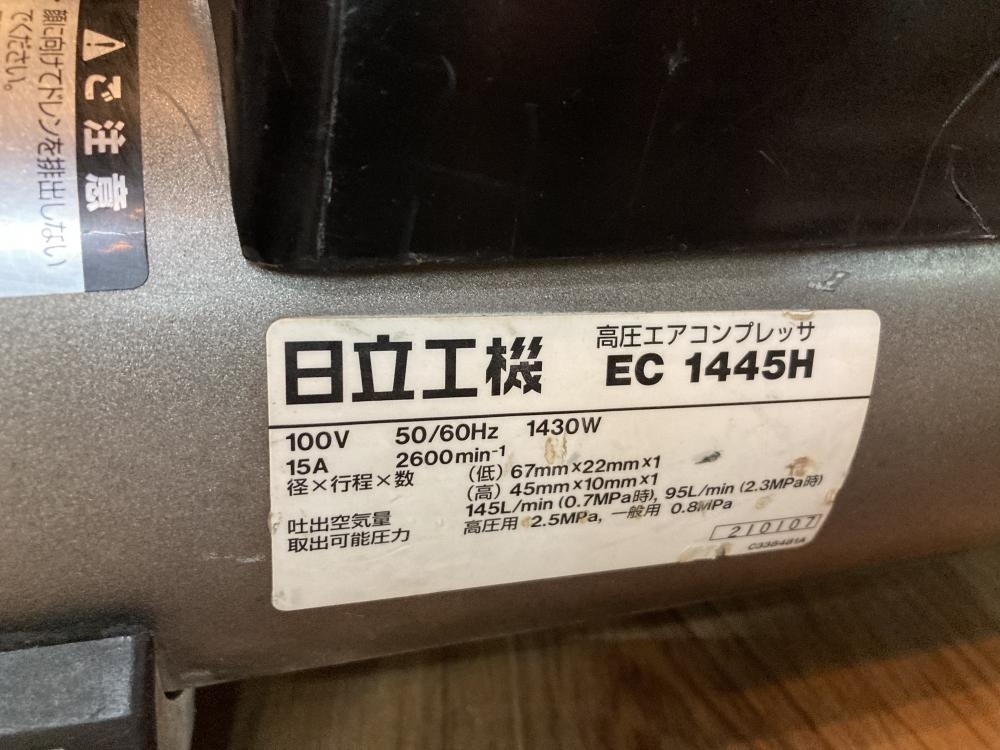 ⚠ご注意
・顔に向けてドレンを排出しない
でください。
日立工機
高圧エアコンプレッサ
EC 1445H
100V 50/60Hz 1430W
15A 2600min⁻¹
径×行程×数 (低) 67mm×22mm×1
(高) 45mm×10mm×1
吐出空気量 145L/min (0.7MPa時), 95L/min (2.3MPa時)
取出可能圧力 高圧用 2.5MPa, 一般用 0.8MPa
210107
C338481A